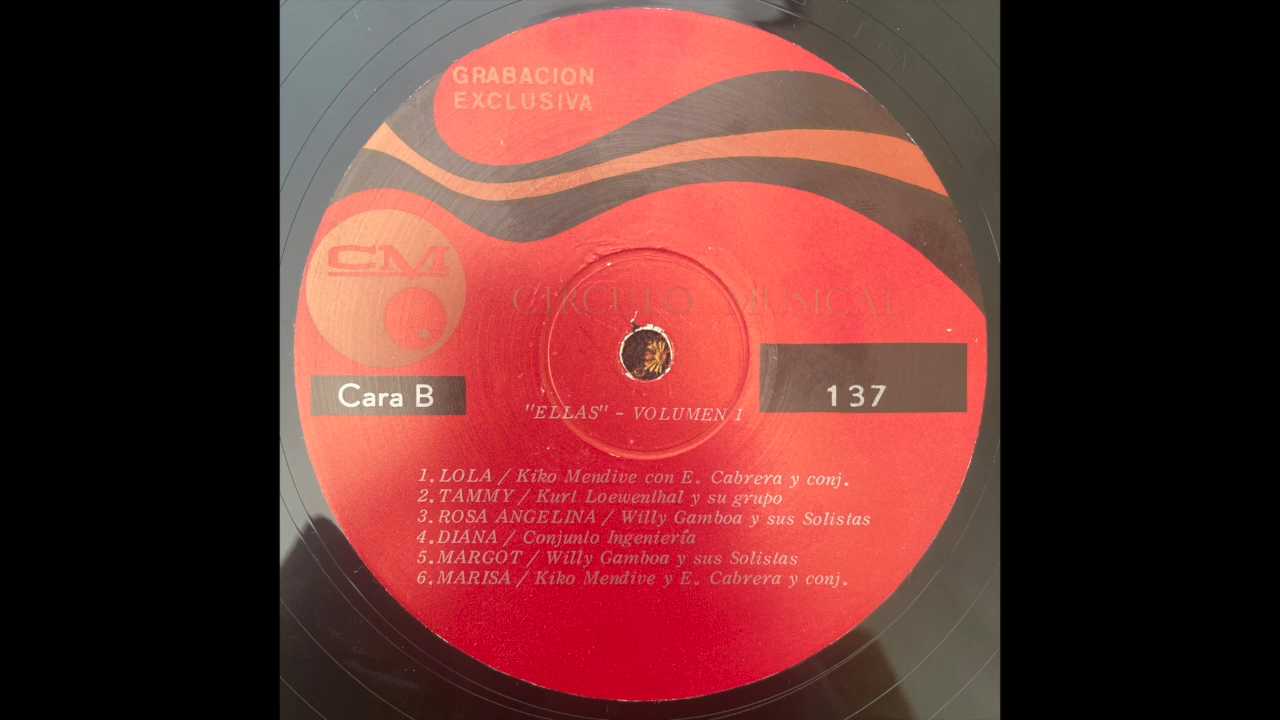 GRABACION
EXCLUSIVA
CM
CIRCULO MUSICAL
Cara B
137
"ELLAS" - VOLUMEN I
1. LOLA / Kiko Mendive con E. Cabrera y conj.
2. TAMMY / Kurt Loewenthal y su grupo
3. ROSA ANGELINA / Willy Gamboa y sus Solistas
4. DIANA / Conjunto Ingeniería
5. MARGOT / Willy Gamboa y sus Solistas
6. MARISA / Kiko Mendive y E. Cabrera y conj.